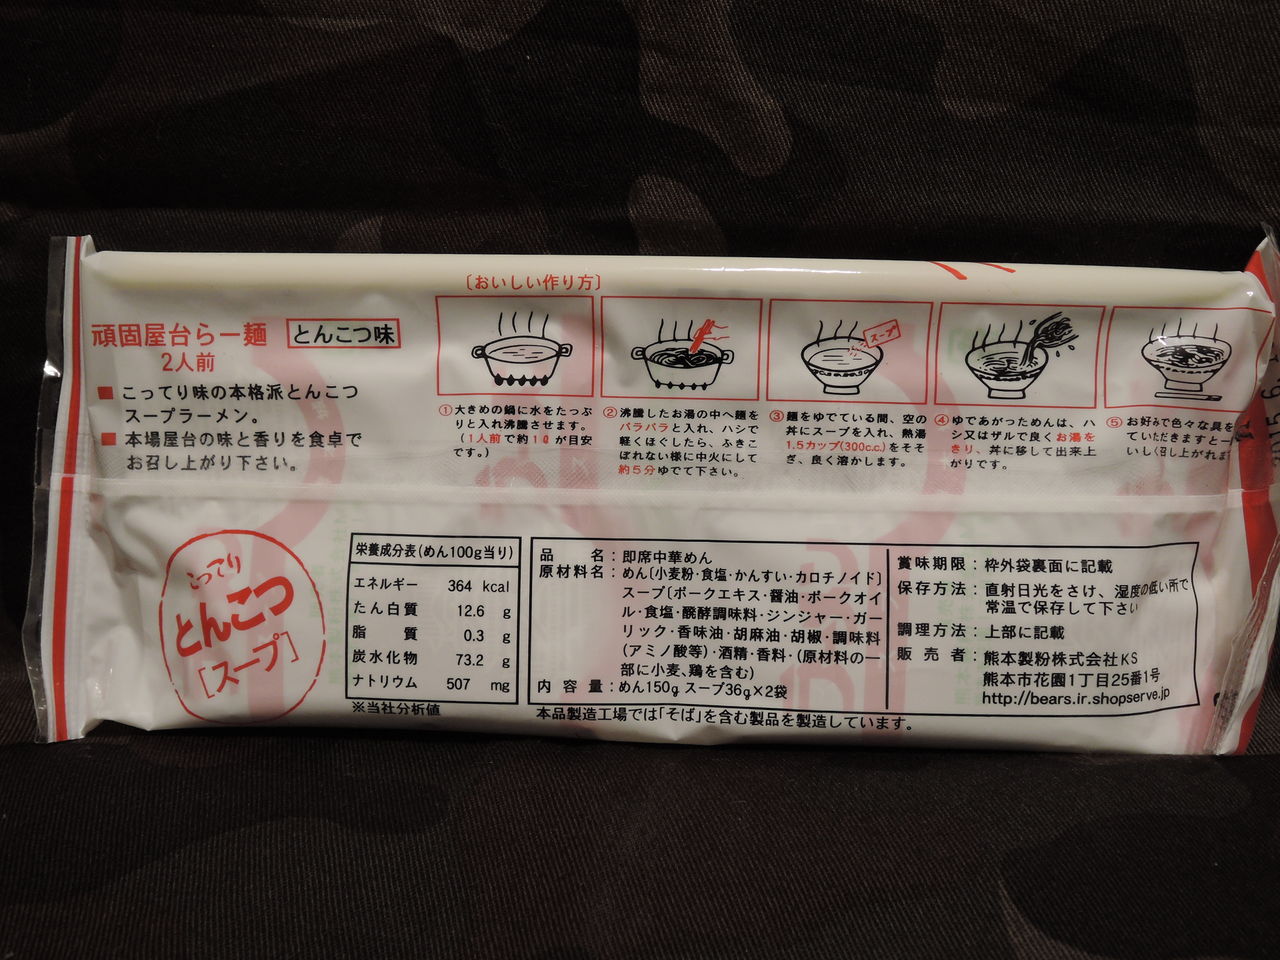 〔おいしい作り方〕
頑固屋台らー麺 とんこつ味
2人前
■こってり味の本格派とんこつ
スープラーメン。
■本場屋台の味と香りを食卓で
お召し上がり下さい。
スープ
①大きめの鍋に水をたっぷ
りと入れ沸騰させます。
(1人前で約1ℓが目安
です。)
②沸騰したお湯の中へ麺を
バラバラと入れ、ハシで
軽くほぐしたら、ふきこ
ぼれない様に中火にして
約5分ゆでて下さい。
③麺をゆでている間、空の
丼にスープを入れ、熱湯
1.5カップ(300c.c.)をそそ
ぎ、良く溶かします。
④ゆであがっためんは、ハ
シ又はザルで良くお湯を
きり、丼に移して出来上
がりです。
⑤お好みで色々な具を
ていただきますと一
いしく召し上がれま
こってり
とんこつ
[スープ]
栄養成分表(めん100g当り)
エネルギー 364 kcal
たん白質 12.6 g
脂質 0.3 g
炭水化物 73.2 g
ナトリウム 507 mg
※当社分析値
品名:即席中華めん
原材料名:めん〔小麦粉・食塩・かんすい・カロチノイド〕
スープ〔ポークエキス・醤油・ポークオイ
ル・食塩・醗酵調味料・ジンジャー・ガー
リック・香味油・胡麻油・胡椒・調味料
(アミノ酸等)・酒精・香料・(原材料の一
部に小麦、鶏を含む)
内容量:めん150g スープ36g×2袋
賞味期限:枠外袋裏面に記載
保存方法:直射日光をさけ、湿度の低い所で
常温で保存して下さい
調理方法:上部に記載
販売者:熊本製粉株式会社KS
熊本市花園1丁目25番1号
http://bears.ir.shopserve.jp
本品製造工場では「そば」を含む製品を製造しています。